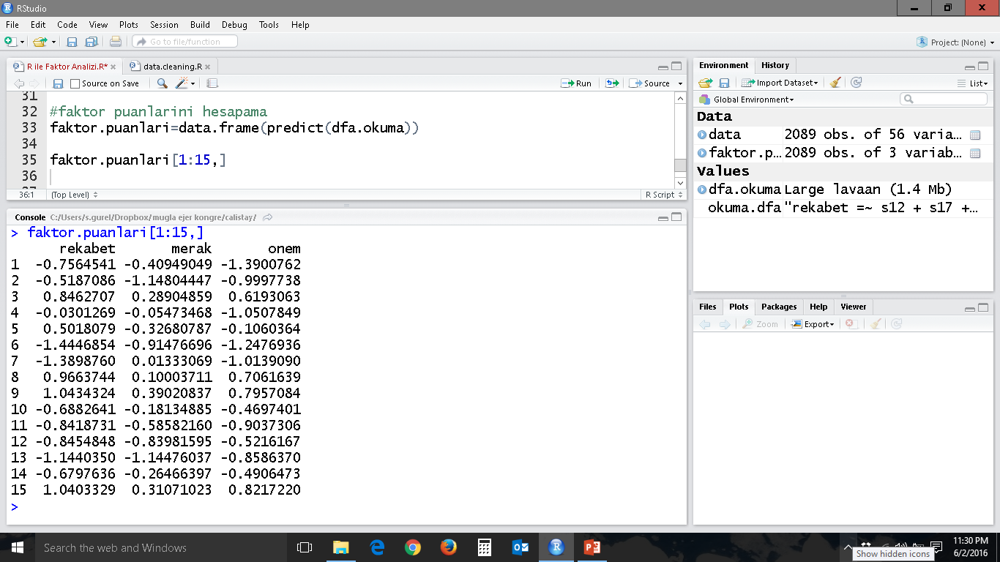 RStudio
File Edit Code View Plots Session Build Debug Tools Help
Go to file/function
Project: (None)
R ile Faktor Analizi.R* data.cleaning.R
Source on Save Run Source
31
32 #faktor puanlarini hesapama
33 faktor.puanlari=data.frame(predict(dfa.okuma))
34
35 faktor.puanlari[1:15,]
36
36:1 (Top Level) R Script
Console C:/Users/s.gurel/Dropbox/mugla ejer kongre/calistay/
> faktor.puanlari[1:15,]
rekabet merak onem
1 -0.7564541 -0.40949049 -1.3900762
2 -0.5187086 -1.14804447 -0.9997738
3 0.8462707 0.28904859 0.6193063
4 -0.0301269 -0.05473468 -1.0507849
5 0.5018079 -0.32680787 -0.1060364
6 -1.4446854 -0.91476696 -1.2476936
7 -1.3898760 0.01333069 -1.0139090
8 0.9663744 0.10003711 0.7061639
9 1.0434324 0.39020837 0.7957084
10 -0.6882641 -0.18134885 -0.4697401
11 -0.8418731 -0.58582160 -0.9037306
12 -0.8454848 -0.83981595 -0.5216167
13 -1.1440350 -1.14476037 -0.8586370
14 -0.6797636 -0.26466397 -0.4906473
15 1.0403329 0.31071023 0.8217220
>
Environment History
Import Dataset List
Global Environment
Data
data 2089 obs. of 56 varia...
faktor.p... 2089 obs. of 3 variab...
Values
dfa.okuma Large lavaan (1.4 Mb)
okuma.dfa "rekabet =~ s12 + s17 +...
Files Plots Packages Help Viewer
Zoom Export
Search the web and Windows
11:30 PM
6/2/2016
Show hidden icons